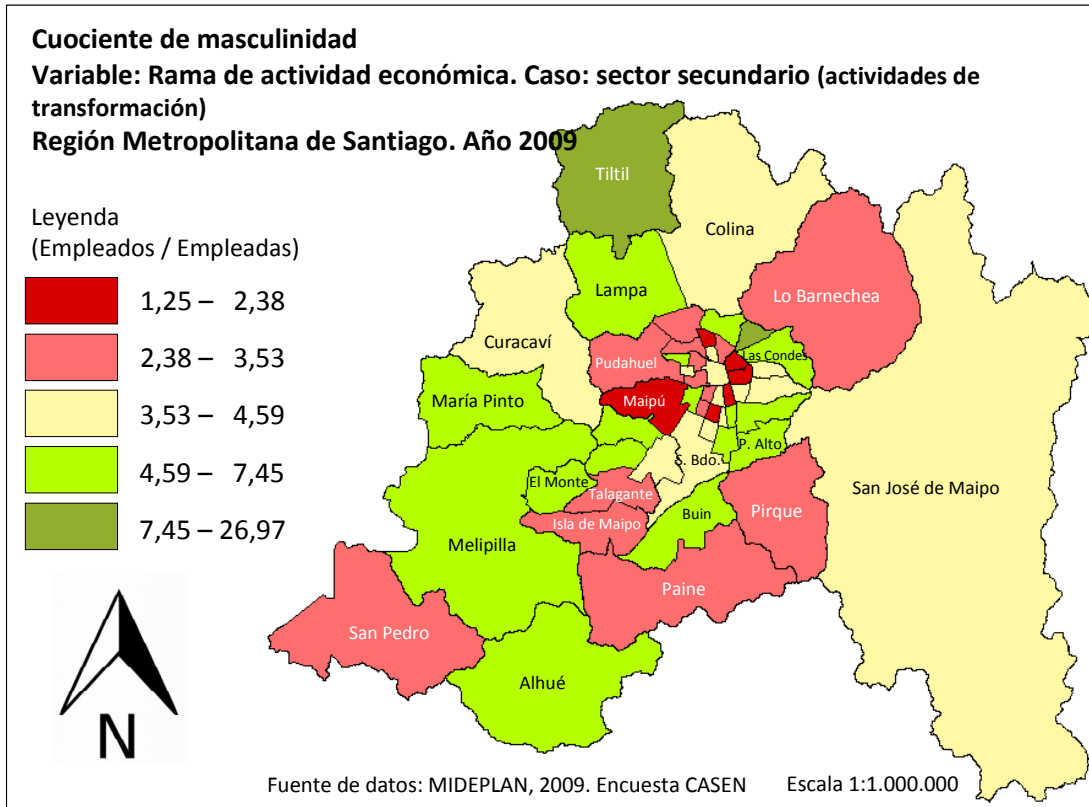 Cuociente de masculinidad
Variable: Rama de actividad económica. Caso: sector secundario (actividades de
transformación)
Región Metropolitana de Santiago. Año 2009
Leyenda
(Empleados / Empleadas)
1,25 – 2,38
2,38 – 3,53
3,53 – 4,59
4,59 – 7,45
7,45 – 26,97
Tiltil
Colina
Lampa
Lo Barnechea
Curacaví
Las Condes
Pudahuel
María Pinto
Maipú
P. Alto
S. Bdo.
El Monte
San José de Maipo
Talagante
Buin
Pirque
Isla de Maipo
Melipilla
Paine
San Pedro
Alhué
N
Fuente de datos: MIDEPLAN, 2009. Encuesta CASEN Escala 1:1.000.000